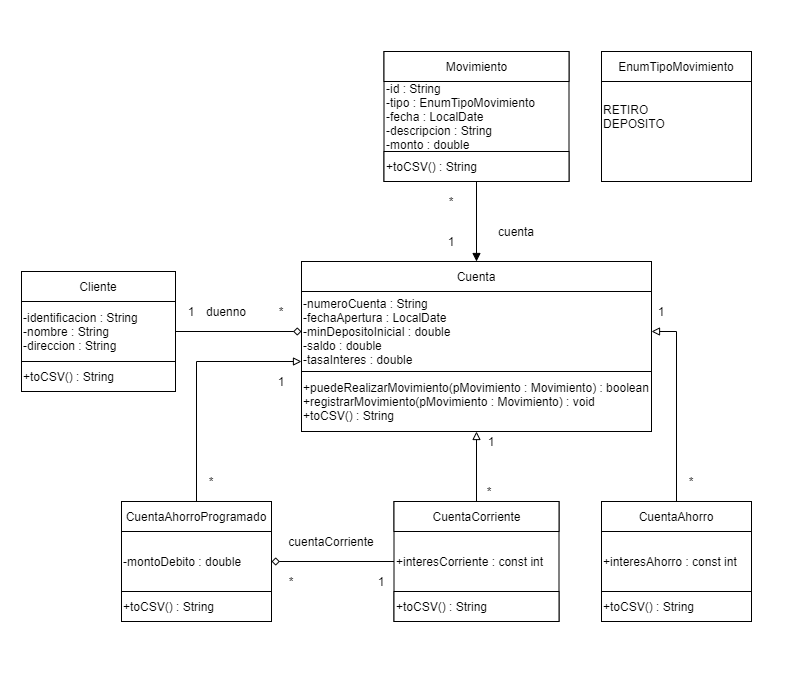 Movimiento
-id : String
-tipo : EnumTipoMovimiento
-fecha : LocalDate
-descripcion : String
-monto : double
+toCSV() : String
EnumTipoMovimiento
RETIRO
DEPOSITO
*
1
cuenta
Cliente
-identificacion : String
-nombre : String
-direccion : String
+toCSV() : String
1 duenno *
Cuenta
-numeroCuenta : String
-fechaApertura : LocalDate
-minDepositoInicial : double
-saldo : double
-tasaInteres : double
+puedeRealizarMovimiento(pMovimiento : Movimiento) : boolean
+registrarMovimiento(pMovimiento : Movimiento) : void
+toCSV() : String
1
1
1
*
*
*
CuentaAhorroProgramado
-montoDebito : double
+toCSV() : String
cuentaCorriente
*
1
CuentaCorriente
+interesCorriente : const int
+toCSV() : String
CuentaAhorro
+interesAhorro : const int
+toCSV() : String